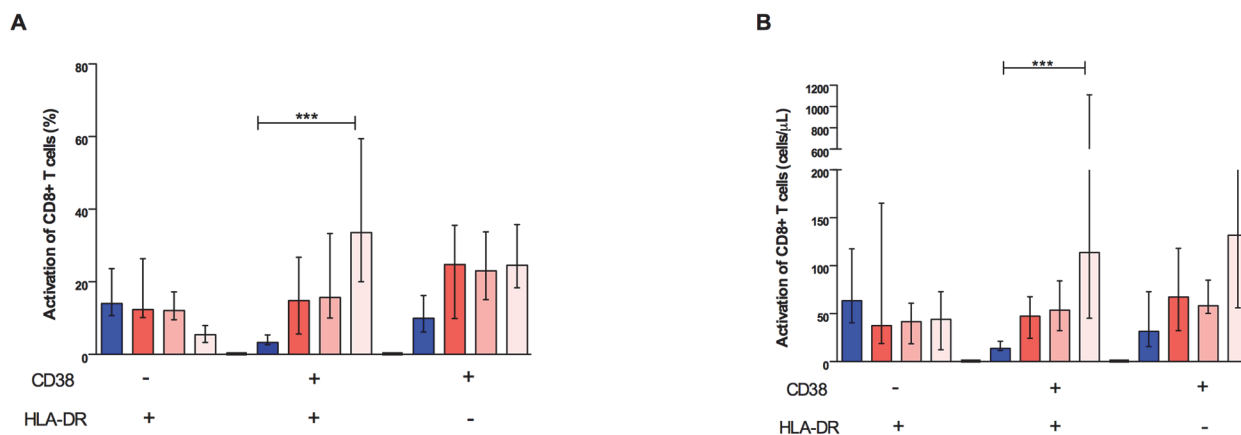 A
Activation of CD8+ T cells (%)
80
60
40
20
0
***
CD38 - + +
HLA-DR + + -
B
Activation of CD8+ T cells (cells/μL)
1200
1000
800
600
200
150
100
50
0
***
CD38 - + +
HLA-DR + + -